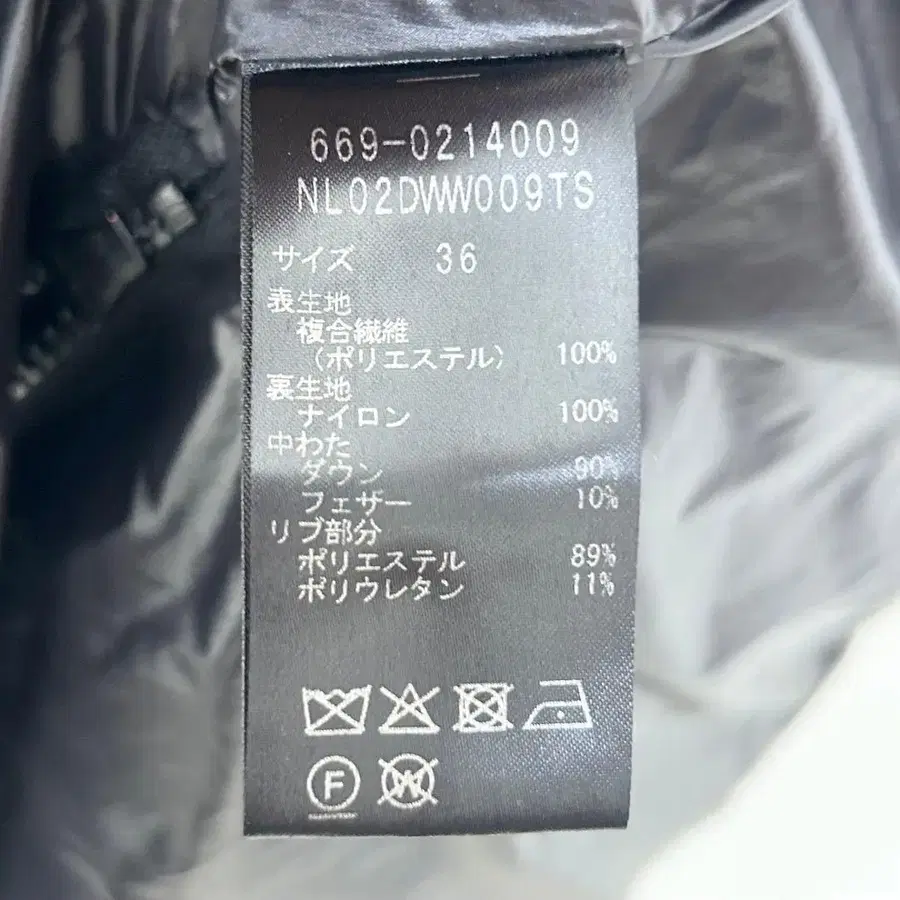 669-0214009
NL02DWW009TS
サイズ 36
表生地
複合繊維
(ポリエステル) 100%
裏生地
ナイロン 100%
中わた
ダウン 90%
フェザー 10%
リブ部分
ポリエステル 89%
ポリウレタン 11%
F W